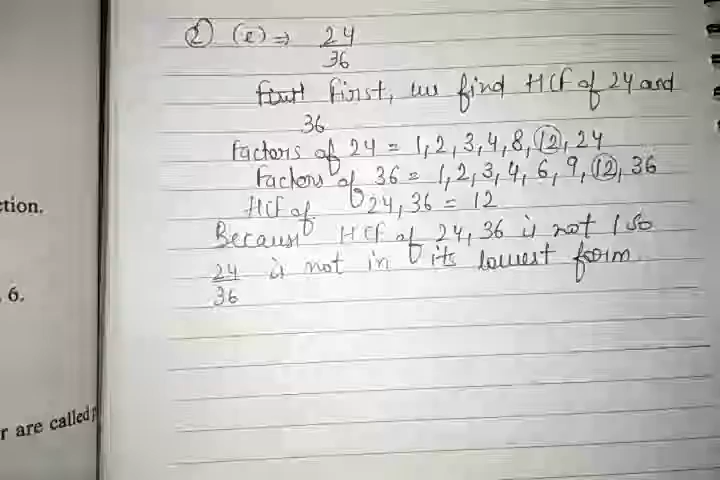 ction.
6.
r are called
② (e) ⇒ 24/36
First, we find HCF of 24 and
36
Factors of 24 = 1, 2, 3, 4, 8, 12, 24
Factors of 36 = 1, 2, 3, 4, 6, 9, 12, 36
HCF of 24, 36 = 12
Because HCF of 24, 36 is not 1 so
24/36 is not in its lowest form.